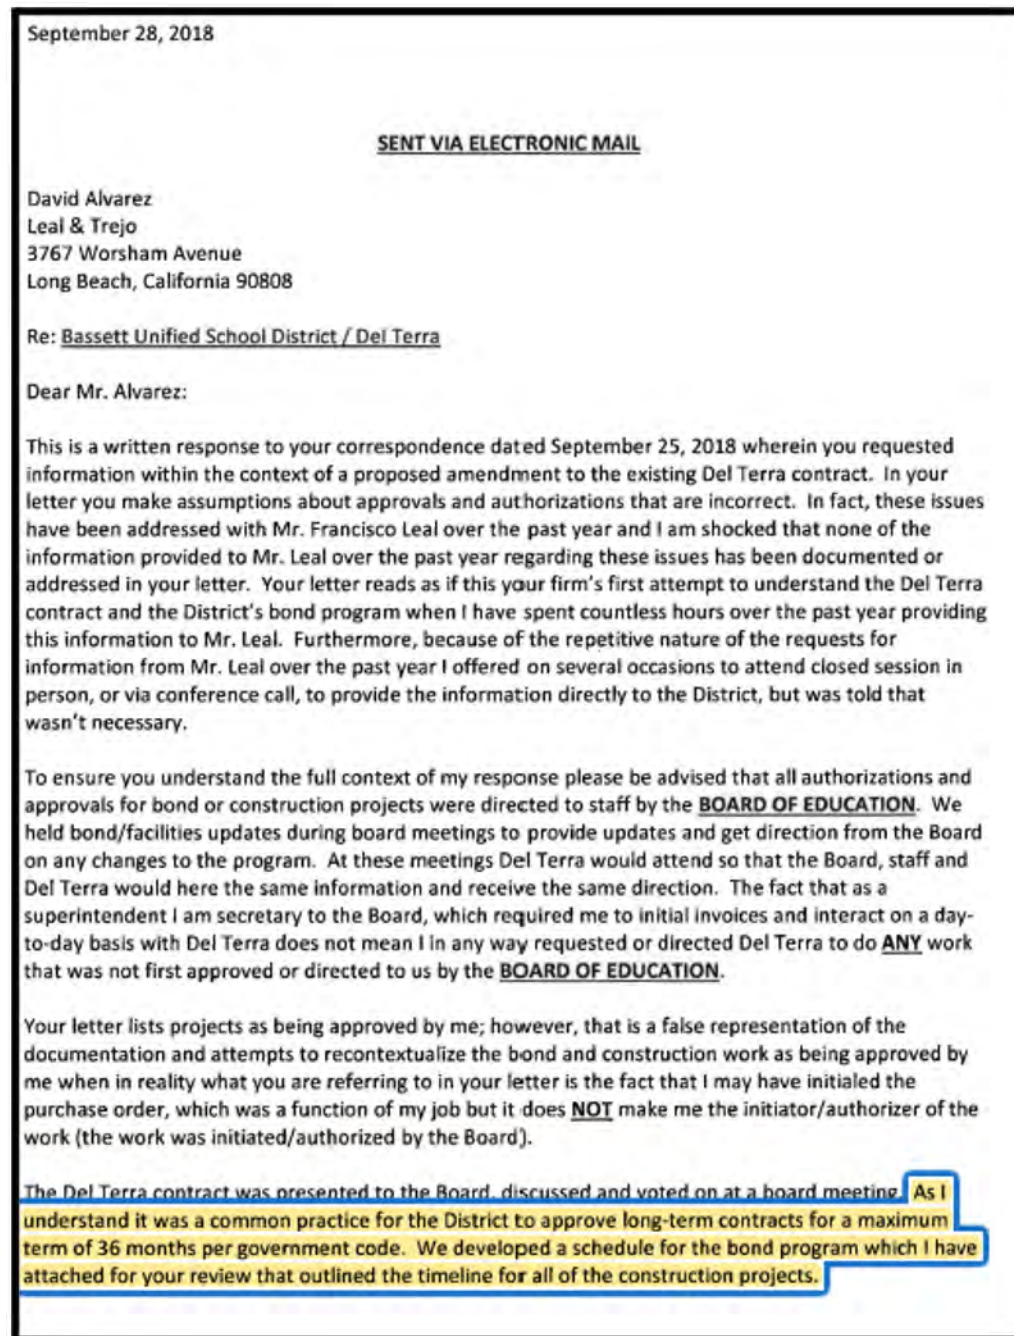 September 28, 2018
SENT VIA ELECTRONIC MAIL
David Alvarez
Leal & Trejo
3767 Worsham Avenue
Long Beach, California 90808
Re: Bassett Unified School District / Del Terra
Dear Mr. Alvarez:
This is a written response to your correspondence dated September 25, 2018 wherein you requested
information within the context of a proposed amendment to the existing Del Terra contract. In your
letter you make assumptions about approvals and authorizations that are incorrect. In fact, these issues
have been addressed with Mr. Francisco Leal over the past year and I am shocked that none of the
information provided to Mr. Leal over the past year regarding these issues has been documented or
addressed in your letter. Your letter reads as if this your firm's first attempt to understand the Del Terra
contract and the District's bond program when I have spent countless hours over the past year providing
this information to Mr. Leal. Furthermore, because of the repetitive nature of the requests for
information from Mr. Leal over the past year I offered on several occasions to attend closed session in
person, or via conference call, to provide the information directly to the District, but was told that
wasn't necessary.
To ensure you understand the full context of my response please be advised that all authorizations and
approvals for bond or construction projects were directed to staff by the BOARD OF EDUCATION. We
held bond/facilities updates during board meetings to provide updates and get direction from the Board
on any changes to the program. At these meetings Del Terra would attend so that the Board, staff and
Del Terra would here the same information and receive the same direction. The fact that as a
superintendent I am secretary to the Board, which required me to initial invoices and interact on a day-
to-day basis with Del Terra does not mean I in any way requested or directed Del Terra to do ANY work
that was not first approved or directed to us by the BOARD OF EDUCATION.
Your letter lists projects as being approved by me; however, that is a false representation of the
documentation and attempts to recontextualize the bond and construction work as being approved by
me when in reality what you are referring to in your letter is the fact that I may have initialed the
purchase order, which was a function of my job but it does NOT make me the initiator/authorizer of the
work (the work was initiated/authorized by the Board).
The Del Terra contract was presented to the Board, discussed and voted on at a board meeting. As I
understand it was a common practice for the District to approve long-term contracts for a maximum
term of 36 months per government code. We developed a schedule for the bond program which I have
attached for your review that outlined the timeline for all of the construction projects.